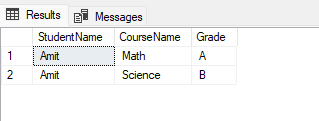 Results Messages
StudentName CourseName Grade
1 Amit Math A
2 Amit Science B